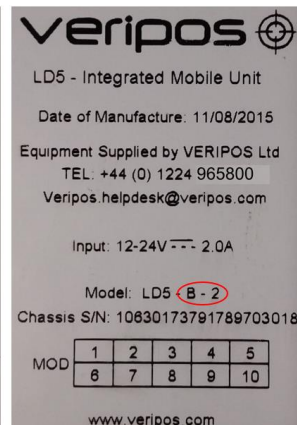 veripos
LD5 - Integrated Mobile Unit
Date of Manufacture: 11/08/2015
Equipment Supplied by VERIPOS Ltd
TEL: +44 (0) 1224 965800
Veripos.helpdesk@veripos.com
Input: 12-24V ⎓ 2.0A
Model: LD5 - B - 2
Chassis S/N: 10630173791789703018
MOD
1 2 3 4 5
6 7 8 9 10
www.veripos.com